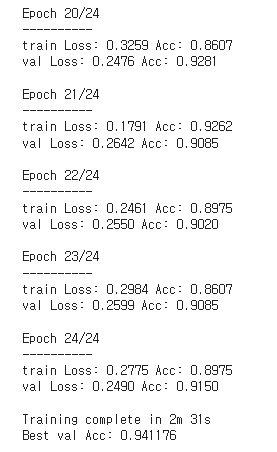 Epoch 20/24
----------
train Loss: 0.3259 Acc: 0.8607
val Loss: 0.2476 Acc: 0.9281
Epoch 21/24
----------
train Loss: 0.1791 Acc: 0.9262
val Loss: 0.2642 Acc: 0.9085
Epoch 22/24
----------
train Loss: 0.2461 Acc: 0.8975
val Loss: 0.2550 Acc: 0.9020
Epoch 23/24
----------
train Loss: 0.2984 Acc: 0.8607
val Loss: 0.2599 Acc: 0.9085
Epoch 24/24
----------
train Loss: 0.2775 Acc: 0.8975
val Loss: 0.2490 Acc: 0.9150
Training complete in 2m 31s
Best val Acc: 0.941176